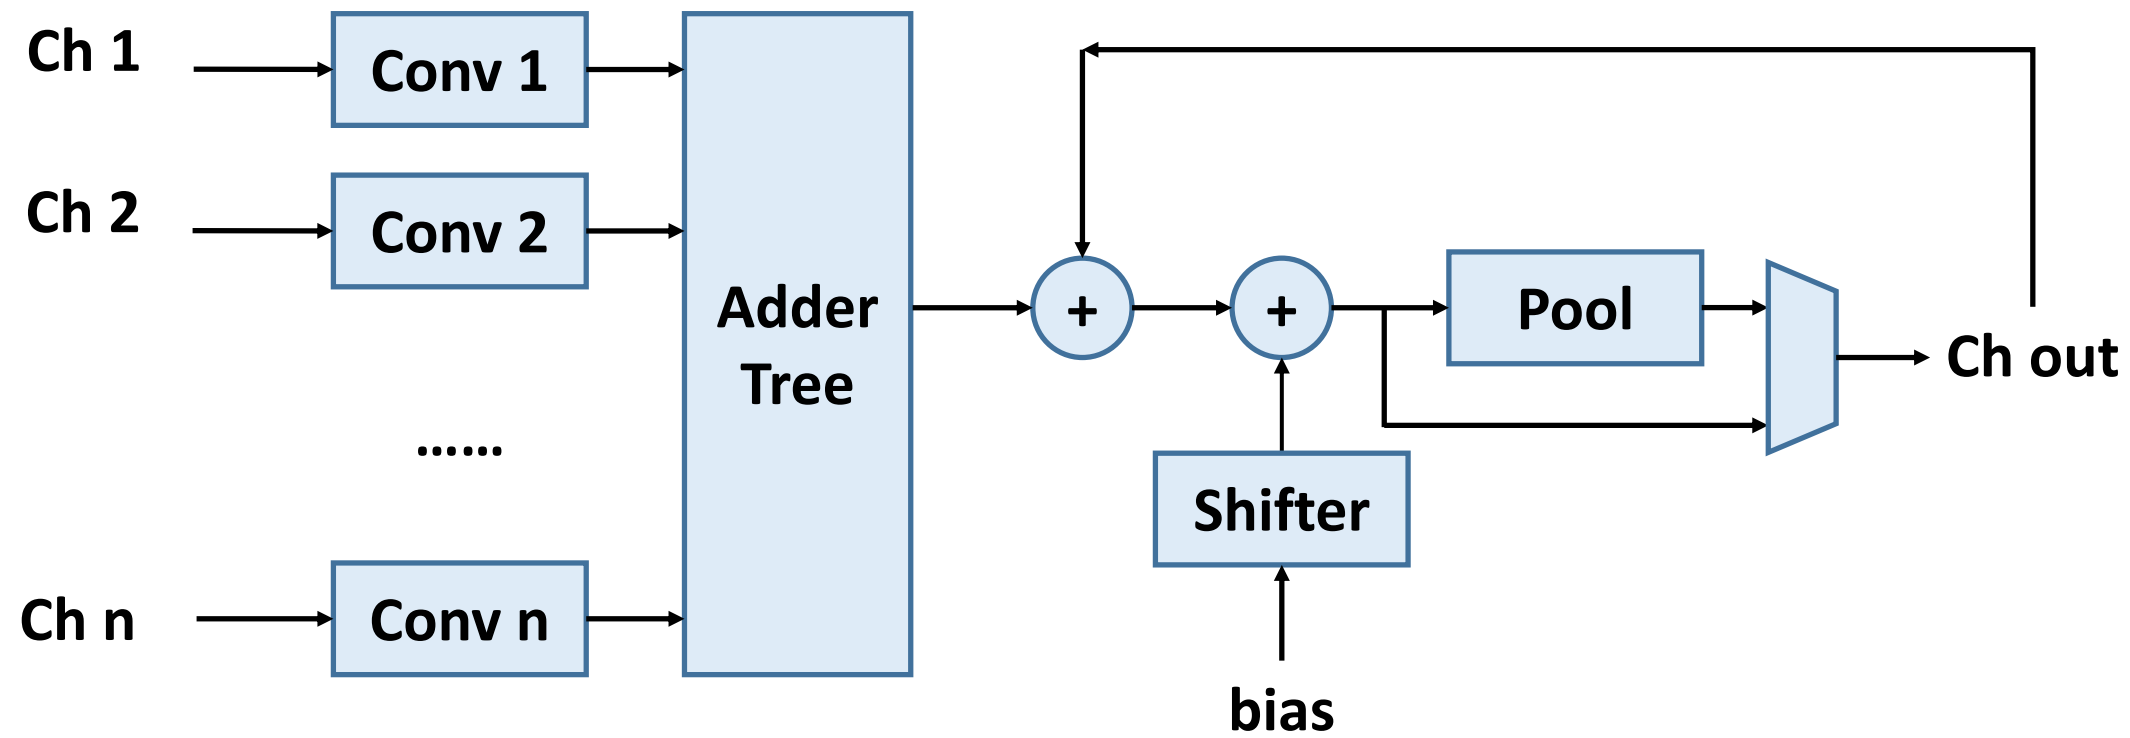 Ch 1
Conv 1
Ch 2
Conv 2
Adder
Tree
+
+
Pool
Ch out
......
Shifter
Ch n
Conv n
bias